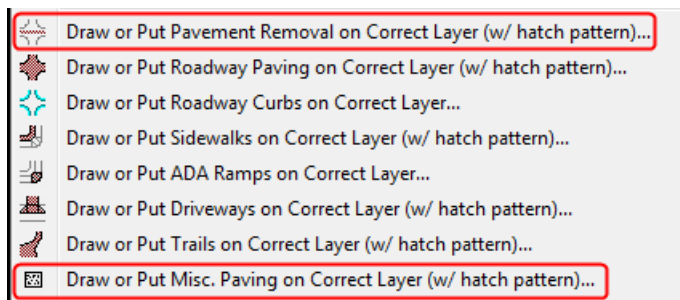 Draw or Put Pavement Removal on Correct Layer (w/ hatch pattern)...
Draw or Put Roadway Paving on Correct Layer (w/ hatch pattern)...
Draw or Put Roadway Curbs on Correct Layer...
Draw or Put Sidewalks on Correct Layer (w/ hatch pattern)...
Draw or Put ADA Ramps on Correct Layer...
Draw or Put Driveways on Correct Layer (w/ hatch pattern)...
Draw or Put Trails on Correct Layer (w/ hatch pattern)...
Draw or Put Misc. Paving on Correct Layer (w/ hatch pattern)...